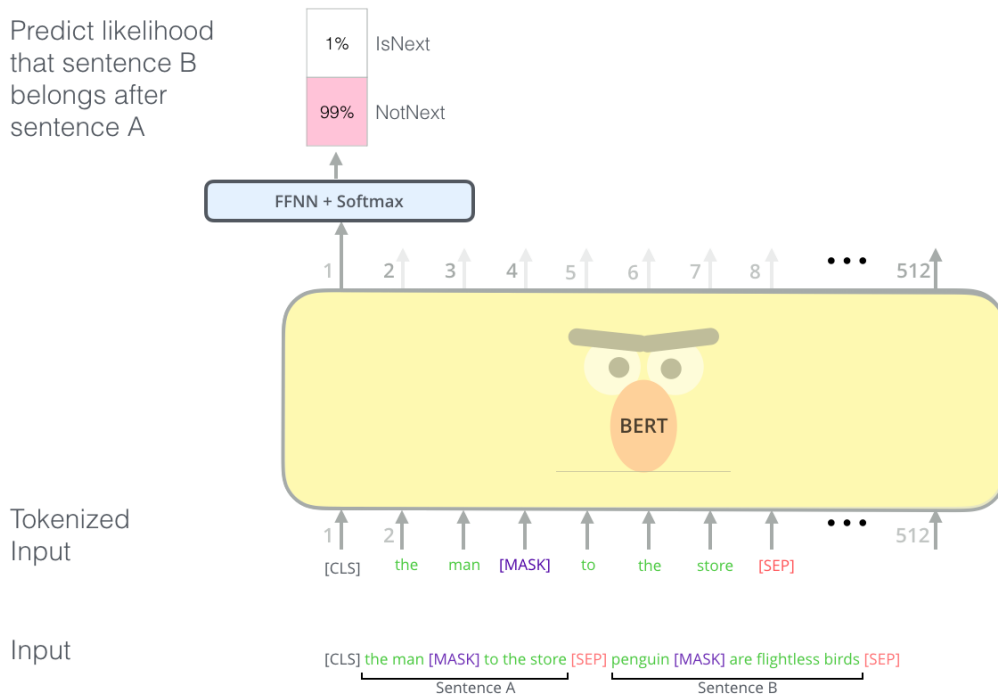 Predict likelihood
that sentence B
belongs after
sentence A
1% IsNext
99% NotNext
FFNN + Softmax
1 2 3 4 5 6 7 8 ••• 512
BERT
Tokenized
Input
1 2 ••• 512
[CLS] the man [MASK] to the store [SEP]
Input
[CLS] the man [MASK] to the store [SEP] penguin [MASK] are flightless birds [SEP]
Sentence A Sentence B